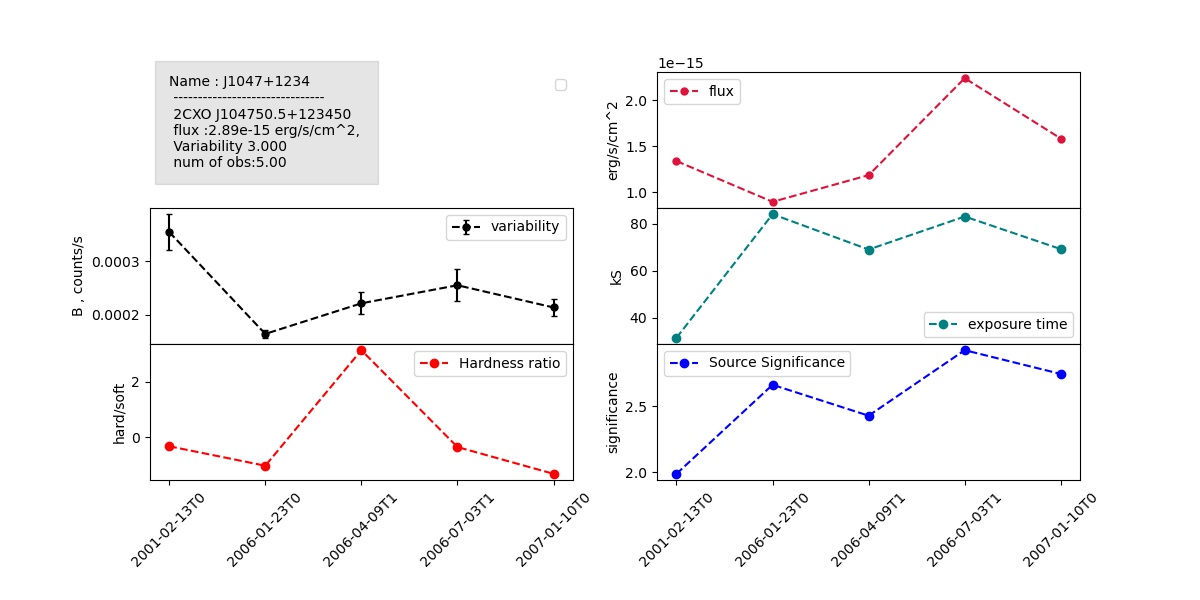 Name : J1047+1234
-------------------------------
2CXO J104750.5+123450
flux :2.89e-15 erg/s/cm^2,
Variability 3.000
num of obs:5.00
B , counts/s
0.0003
0.0002
variability
hard/soft
2
0
Hardness ratio
2001-02-13T0
2006-01-23T0
2006-04-09T1
2006-07-03T1
2007-01-10T0
1e−15
erg/s/cm^2
2.0
1.5
1.0
flux
kS
80
60
40
exposure time
significance
2.5
2.0
Source Significance
2001-02-13T0
2006-01-23T0
2006-04-09T1
2006-07-03T1
2007-01-10T0